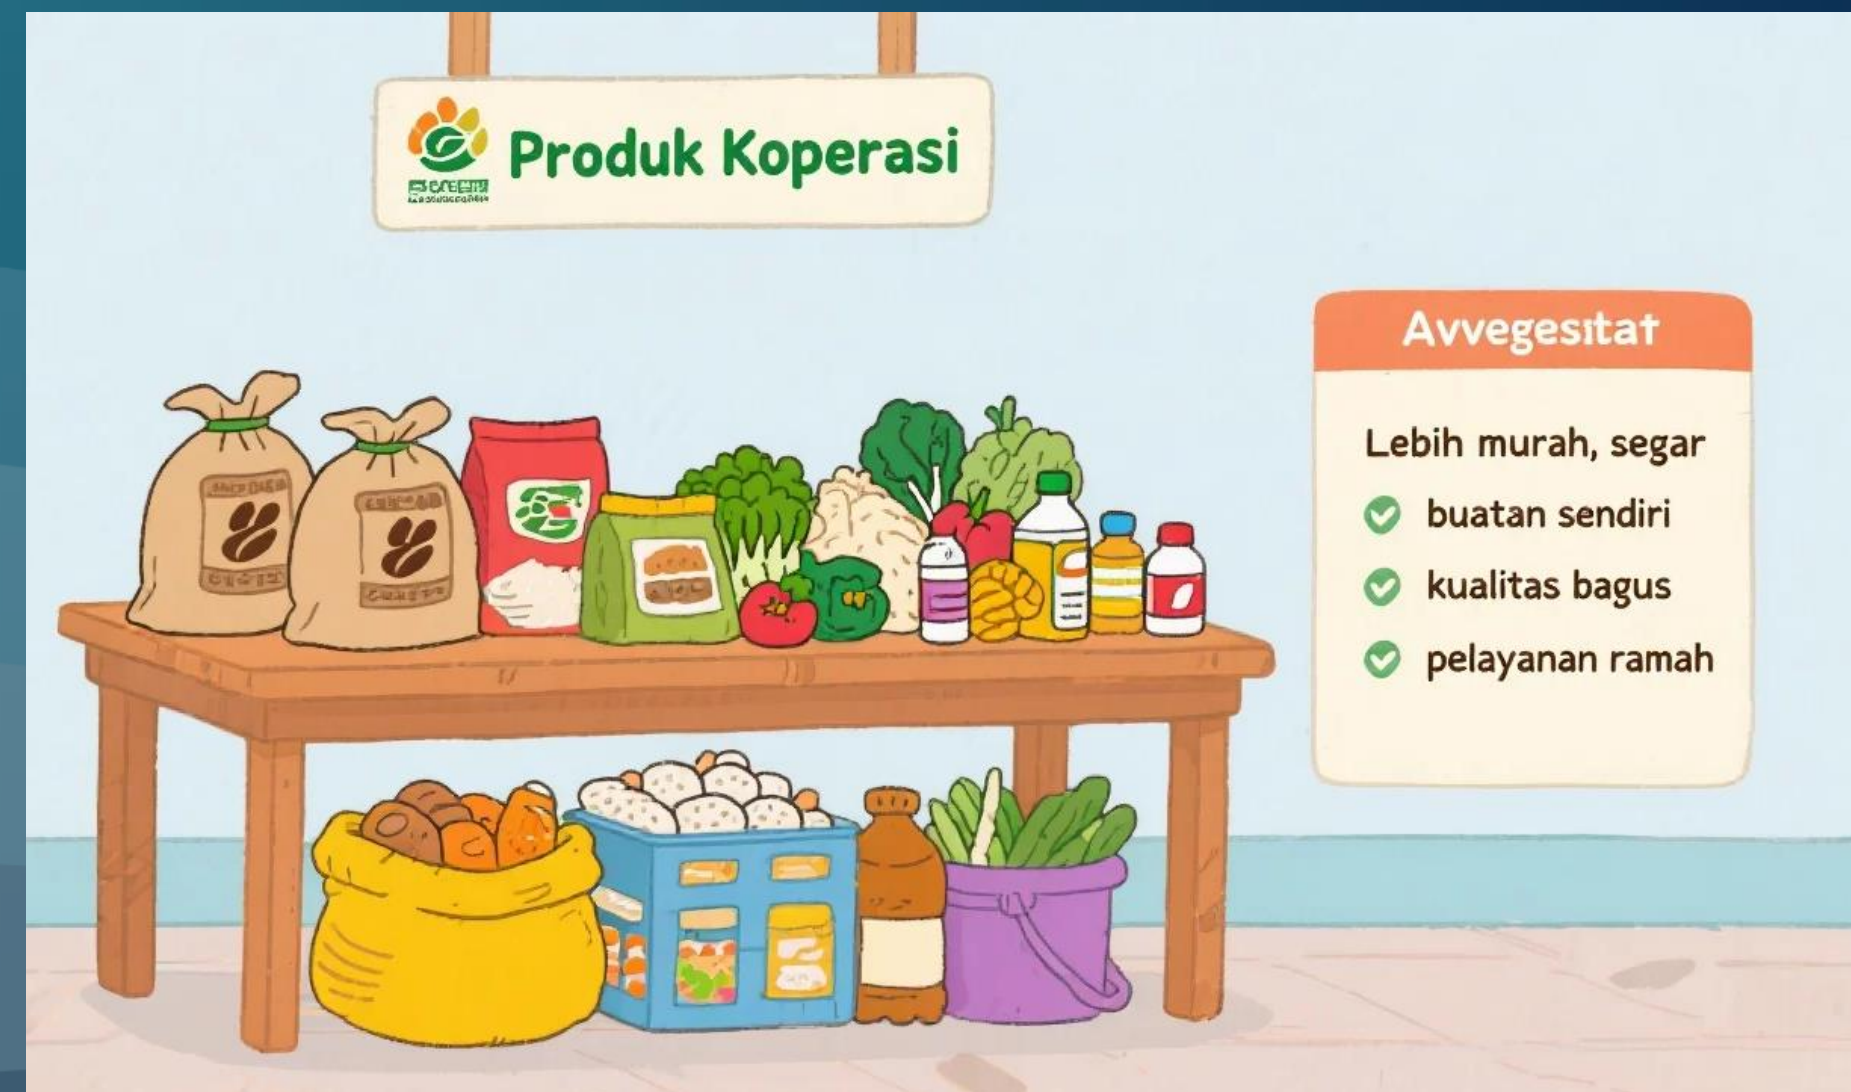 Produk Koperasi
Avvegesitat
Lebih murah, segar
buatan sendiri
kualitas bagus
pelayanan ramah